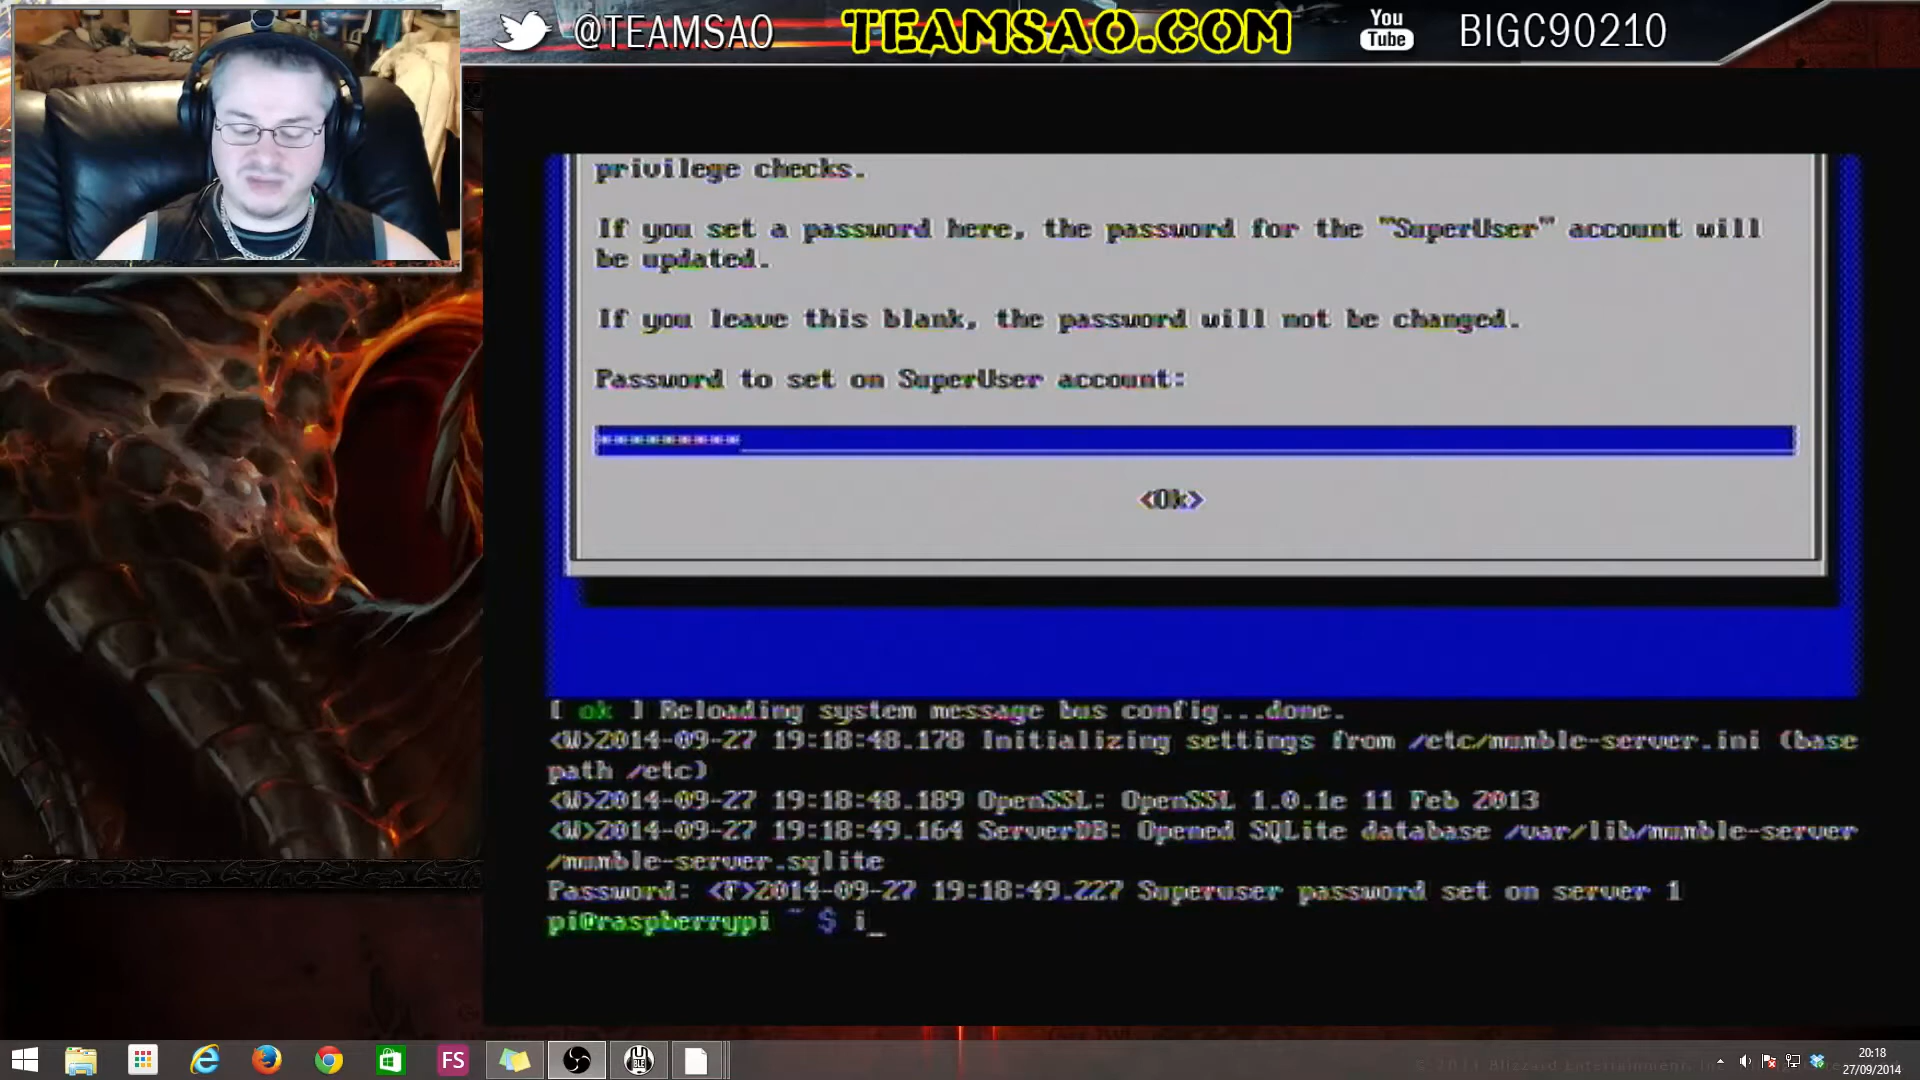 @TEAMSAO
TEAMSAO.COM
You
Tube
BIGC90210
privilege checks.
If you set a password here, the password for the "SuperUser" account will
be updated.
If you leave this blank, the password will not be changed.
Password to set on SuperUser account:
*********
<Ok>
[ ok ] Reloading system message bus config...done.
<W>2014-09-27 19:18:48.178 Initializing settings from /etc/mumble-server.ini (base
path /etc)
<W>2014-09-27 19:18:48.189 OpenSSL: OpenSSL 1.0.1e 11 Feb 2013
<W>2014-09-27 19:18:49.164 ServerDB: Opened SQLite database /var/lib/mumble-server
/mumble-server.sqlite
Password: <F>2014-09-27 19:18:49.227 Superuser password set on server 1
pi@raspberrypi ~ $ i_
FS
20:18
© 2011 Blizzard Entertainment, Inc.
27/09/2014